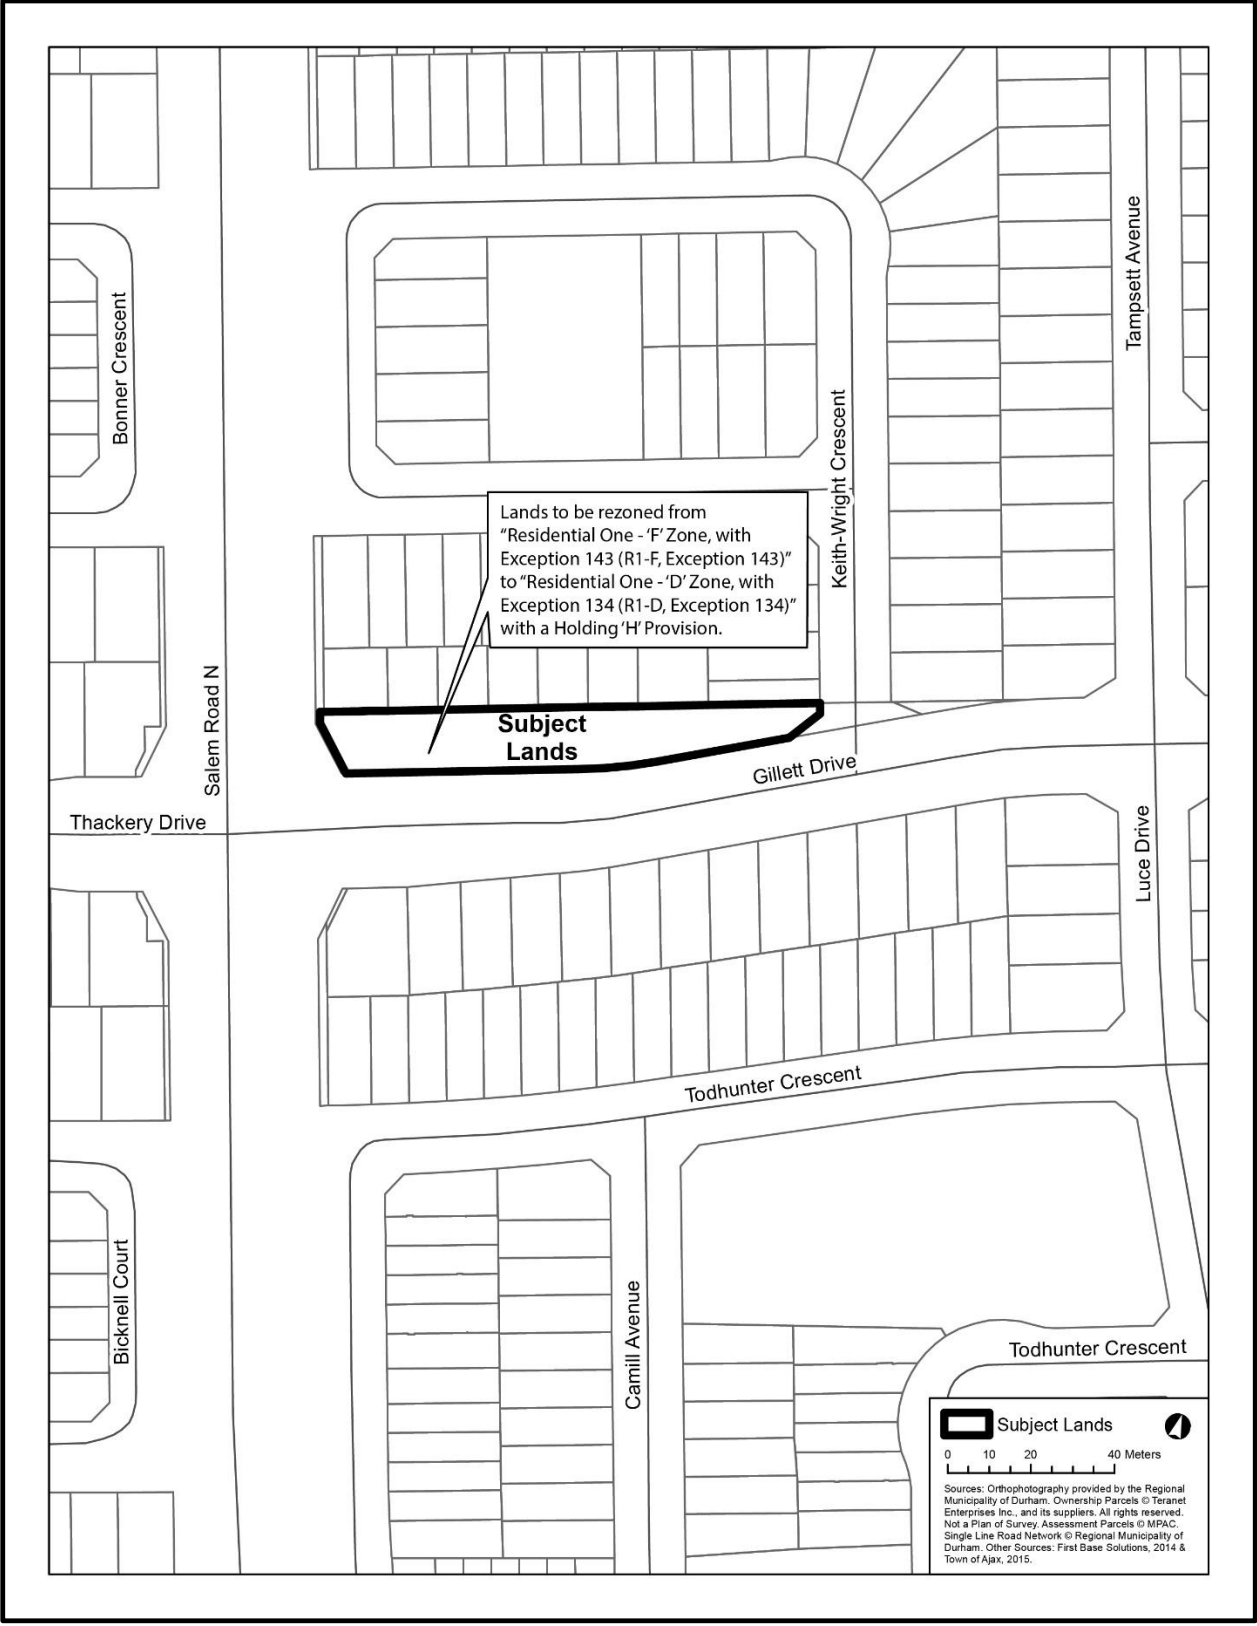 Tampsett Avenue
Bonner Crescent
Keith-Wright Crescent
Lands to be rezoned from
“Residential One - ‘F’ Zone, with
Exception 143 (R1-F, Exception 143)”
to “Residential One - ‘D’ Zone, with
Exception 134 (R1-D, Exception 134)”
with a Holding ‘H’ Provision.
Salem Road N
Subject
Lands
Gillett Drive
Thackery Drive
Luce Drive
Todhunter Crescent
Bicknell Court
Camill Avenue
Todhunter Crescent
Subject Lands
0 10 20 40 Meters
Sources: Orthophotography provided by the Regional
Municipality of Durham. Ownership Parcels © Teranet
Enterprises Inc., and its suppliers. All rights reserved.
Not a Plan of Survey. Assessment Parcels © MPAC.
Single Line Road Network © Regional Municipality of
Durham. Other Sources: First Base Solutions, 2014 &
Town of Ajax, 2015.